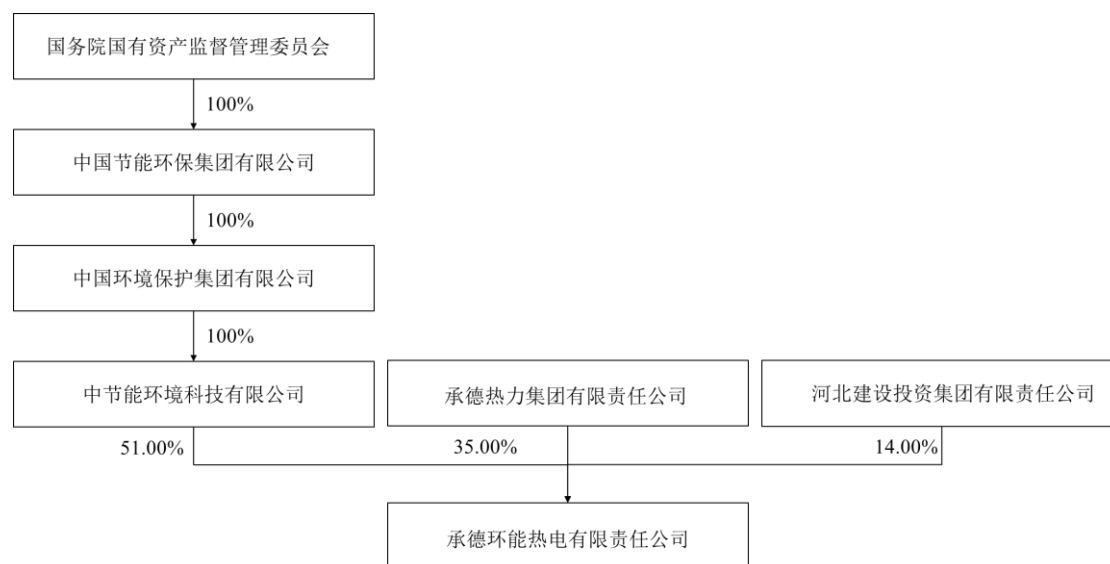 国务院国有资产监督管理委员会
100%
中国节能环保集团有限公司
100%
中国环境保护集团有限公司
100%
中节能环境科技有限公司
承德热力集团有限责任公司
河北建设投资集团有限责任公司
51.00%
35.00%
14.00%
承德环能热电有限责任公司